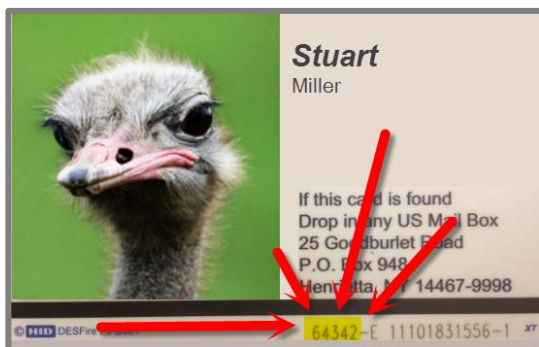 Stuart
Miller
If this card is found
Drop in any US Mail Box
25 Goodburlet Road
P.O. Box 948
Henrietta, NY 14467-9998
© HID DESFire
64342-E 11101831556-1 XT